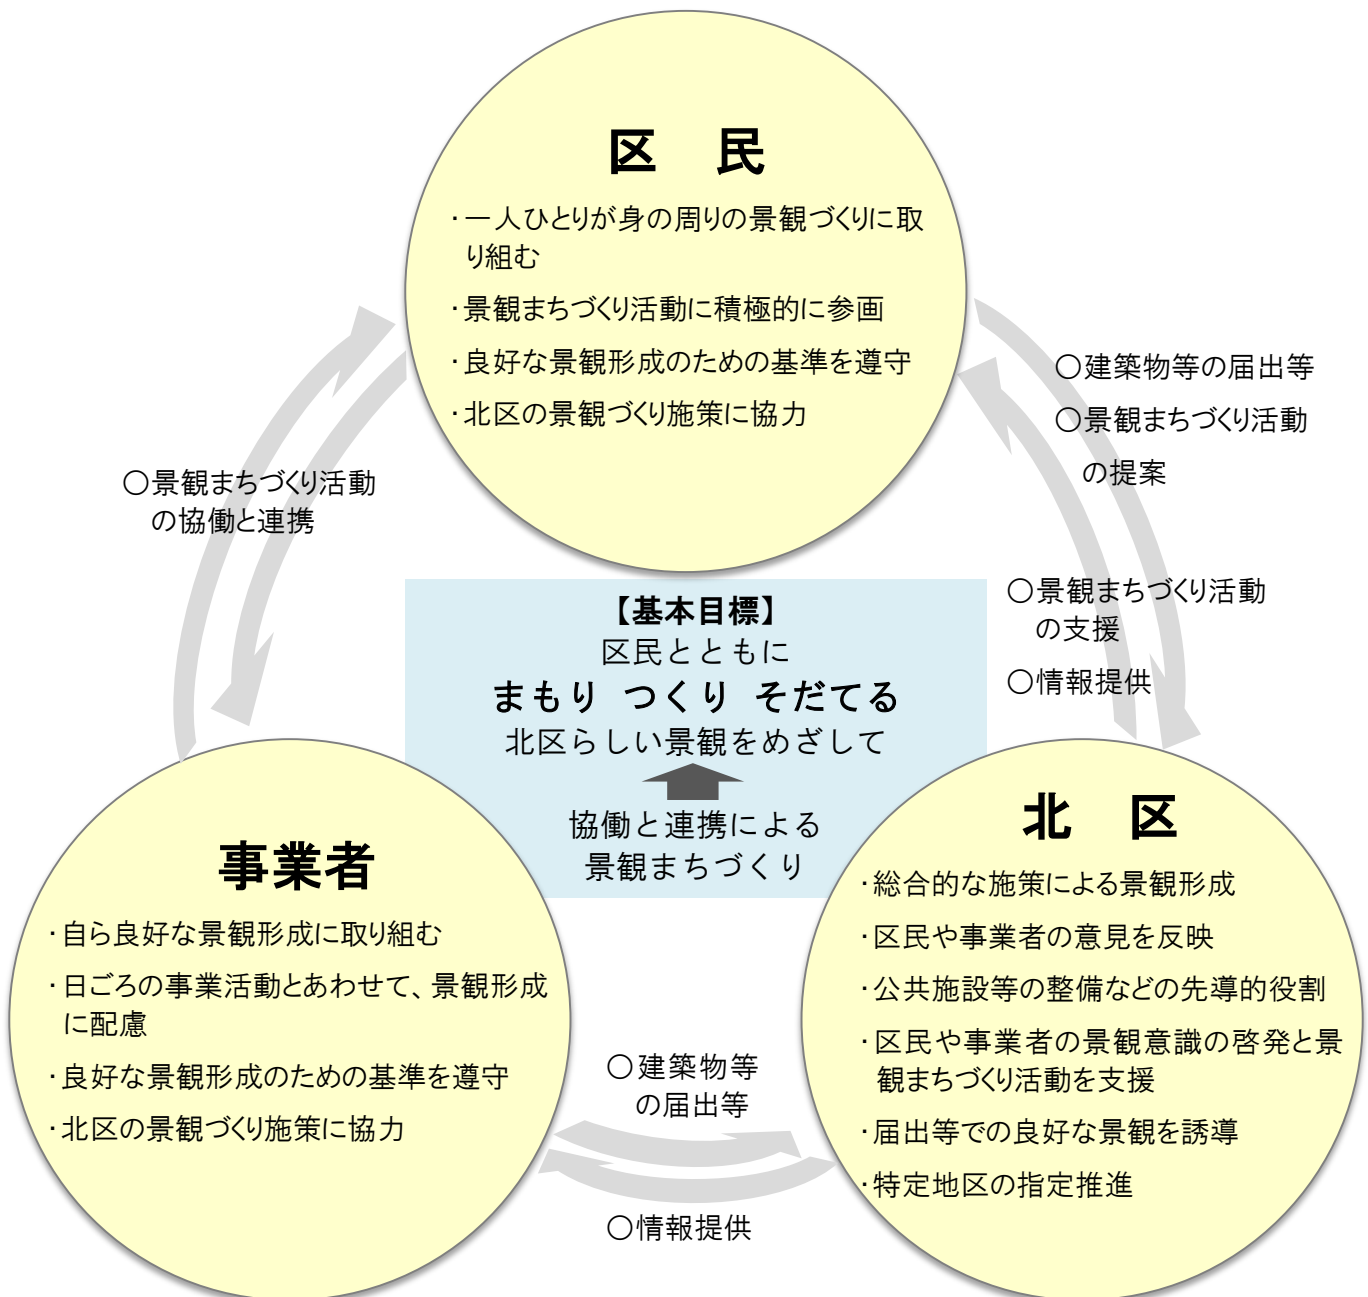 区　民
・一人ひとりが身の周りの景観づくりに取
り組む
・景観まちづくり活動に積極的に参画
・良好な景観形成のための基準を遵守
・北区の景観づくり施策に協力
〇景観まちづくり活動
の協働と連携
〇建築物等の届出等
〇景観まちづくり活動
の提案
〇景観まちづくり活動
の支援
〇情報提供
【基本目標】
区民とともに
まもり つくり そだてる
北区らしい景観をめざして
協働と連携による
景観まちづくり
事業者
・自ら良好な景観形成に取り組む
・日ごろの事業活動とあわせて、景観形成
に配慮
・良好な景観形成のための基準を遵守
・北区の景観づくり施策に協力
〇建築物等
の届出等
〇情報提供
北　区
・総合的な施策による景観形成
・区民や事業者の意見を反映
・公共施設等の整備などの先導的役割
・区民や事業者の景観意識の啓発と景
観まちづくり活動を支援
・届出等での良好な景観を誘導
・特定地区の指定推進